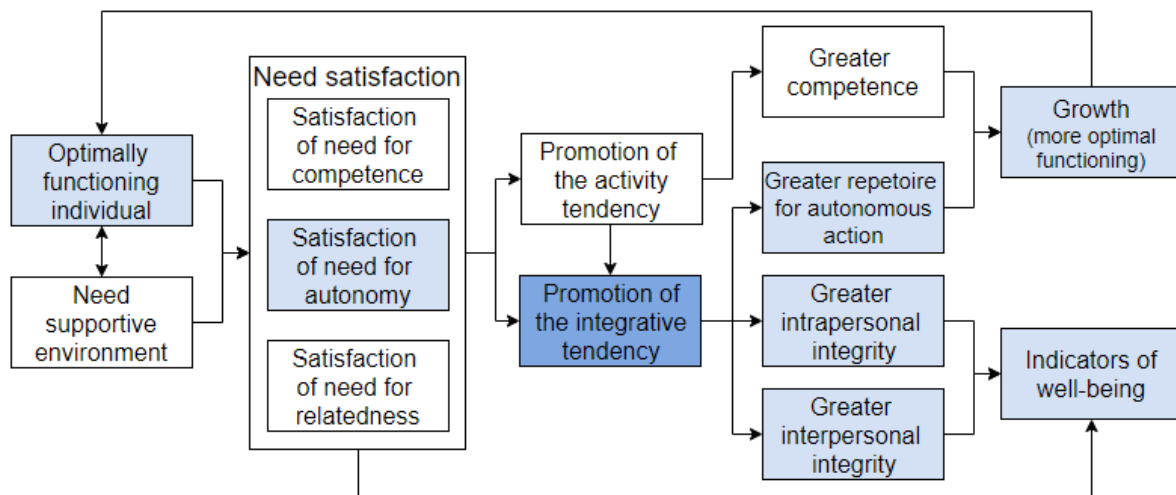 Optimally
functioning
individual
Need
supportive
environment
Need satisfaction
Satisfaction
of need for
competence
Satisfaction
of need for
autonomy
Satisfaction
of need for
relatedness
Promotion of
the activity
tendency
Promotion of
the integrative
tendency
Greater
competence
Greater repetoire
for autonomous
action
Greater
intrapersonal
integrity
Greater
interpersonal
integrity
Growth
(more optimal
functioning)
Indicators of
well-being